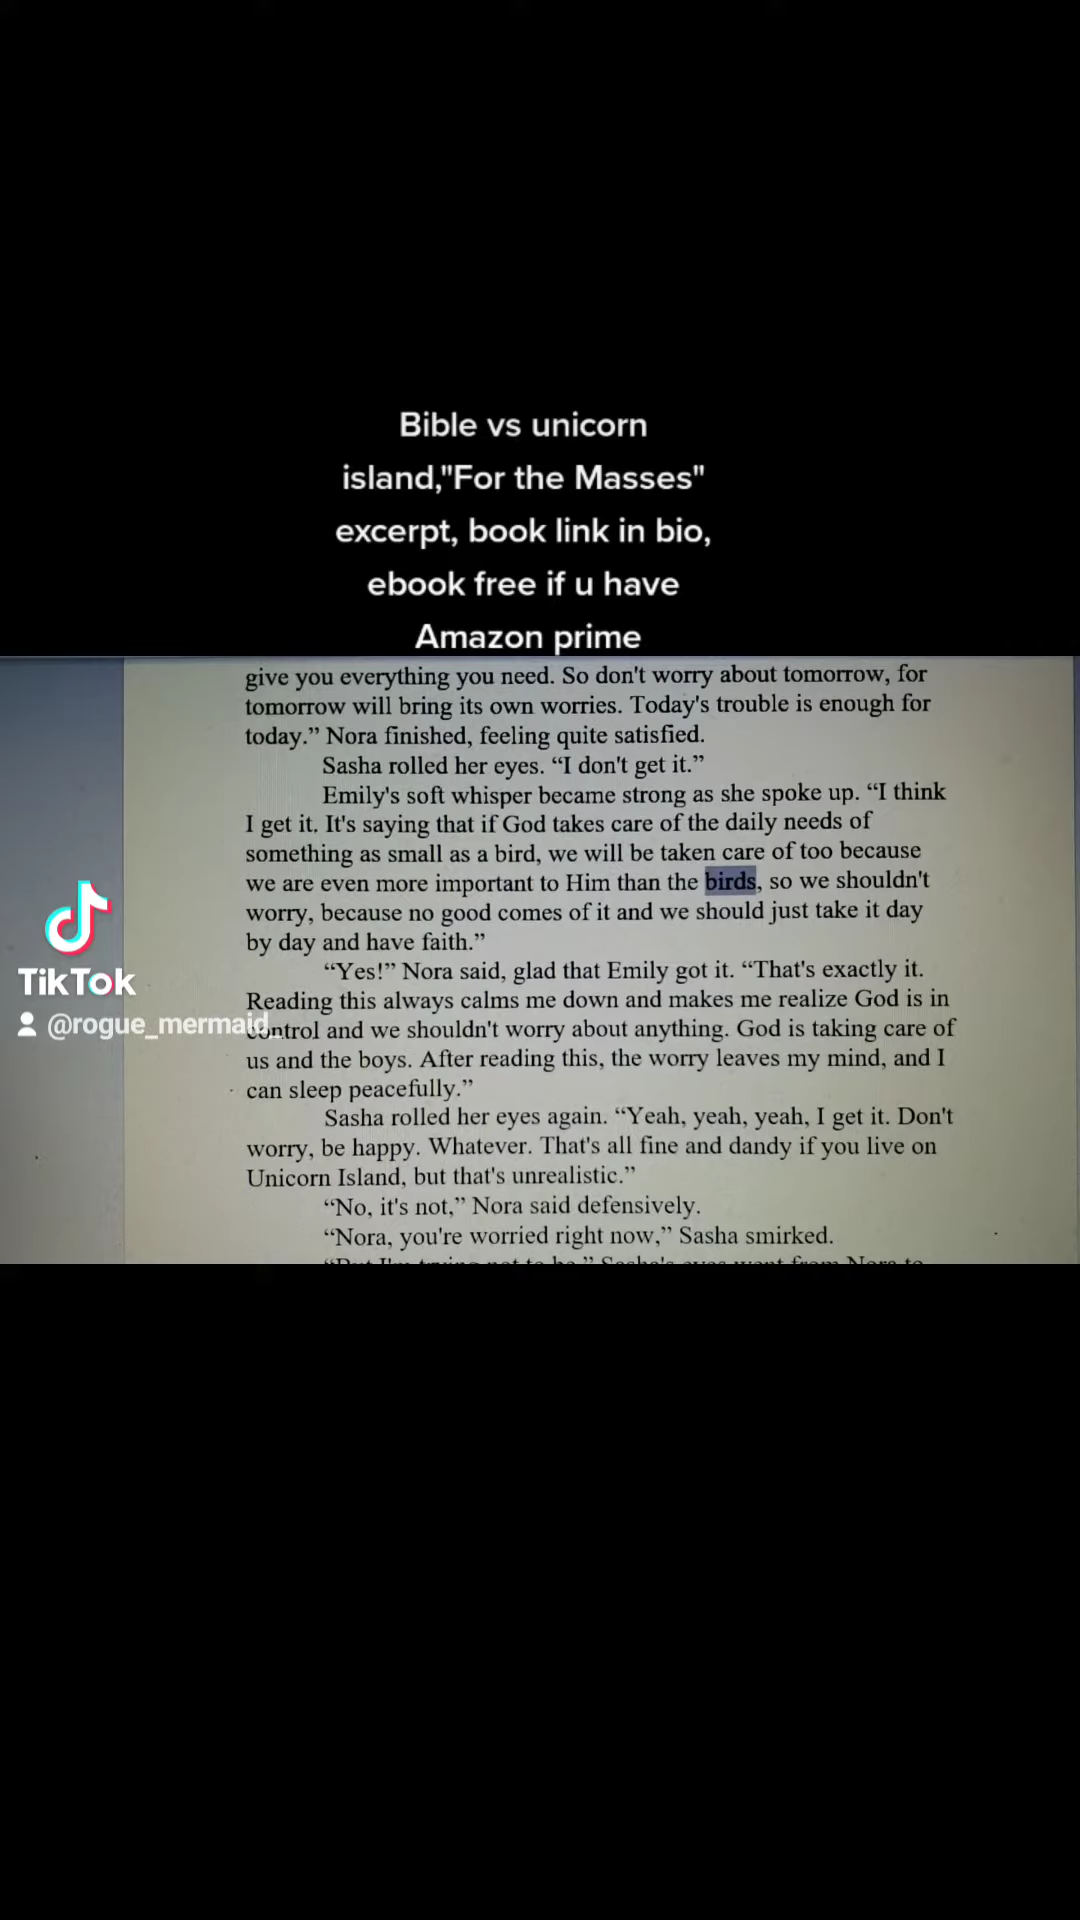 Bible vs unicorn
island,"For the Masses"
excerpt, book link in bio,
ebook free if u have
Amazon prime
give you everything you need. So don't worry about tomorrow, for
tomorrow will bring its own worries. Today's trouble is enough for
today.” Nora finished, feeling quite satisfied.
Sasha rolled her eyes. “I don't get it.”
Emily's soft whisper became strong as she spoke up. “I think
I get it. It's saying that if God takes care of the daily needs of
something as small as a bird, we will be taken care of too because
we are even more important to Him than the birds, so we shouldn't
worry, because no good comes of it and we should just take it day
by day and have faith.”
“Yes!” Nora said, glad that Emily got it. “That's exactly it.
Reading this always calms me down and makes me realize God is in
control and we shouldn't worry about anything. God is taking care of
us and the boys. After reading this, the worry leaves my mind, and I
can sleep peacefully.”
Sasha rolled her eyes again. “Yeah, yeah, yeah, I get it. Don't
worry, be happy. Whatever. That's all fine and dandy if you live on
Unicorn Island, but that's unrealistic.”
“No, it's not,” Nora said defensively.
“Nora, you're worried right now,” Sasha smirked.
TikTok
@rogue_mermaid_